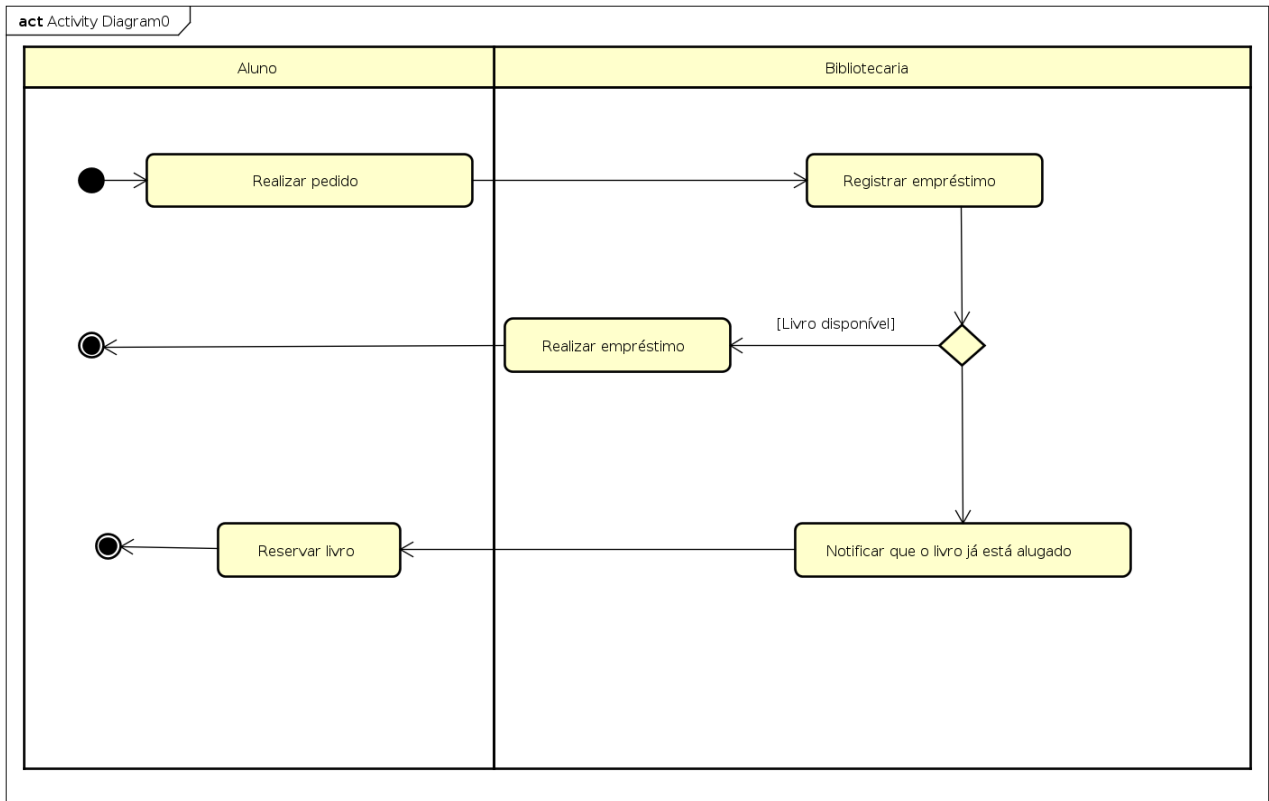 act Activity Diagram0
Aluno
Bibliotecaria
Realizar pedido
Registrar empréstimo
[Livro disponível]
Realizar empréstimo
Reservar livro
Notificar que o livro já está alugado